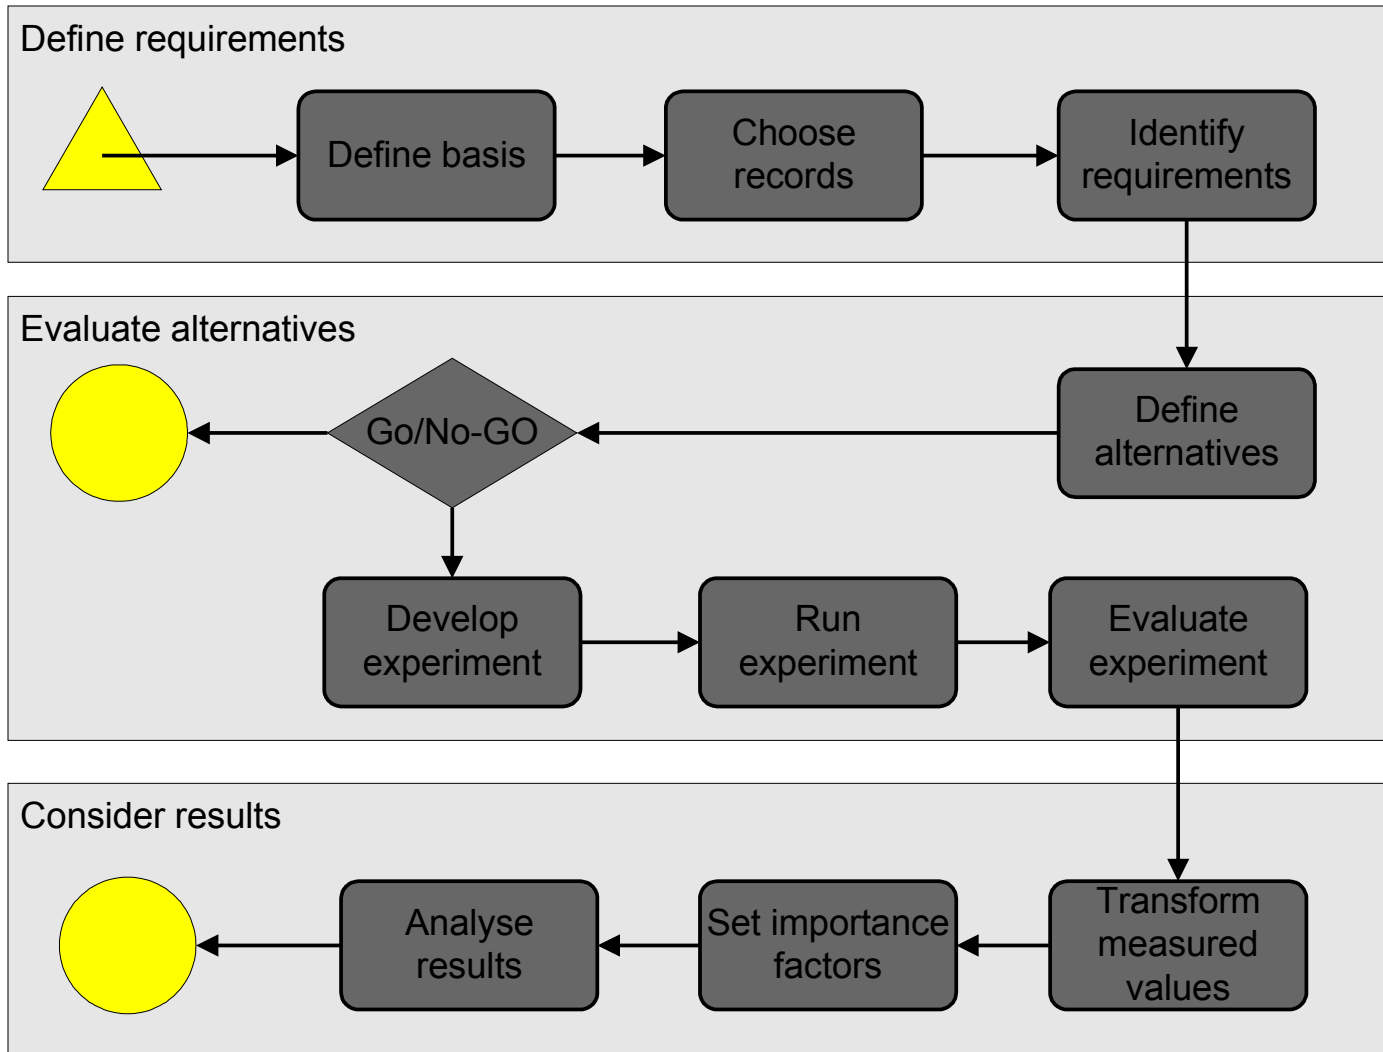 Define requirements
Define basis
Choose
records
Identify
requirements
Evaluate alternatives
Go/No-GO
Define
alternatives
Develop
experiment
Run
experiment
Evaluate
experiment
Consider results
Analyse
results
Set importance
factors
Transform
measured
values